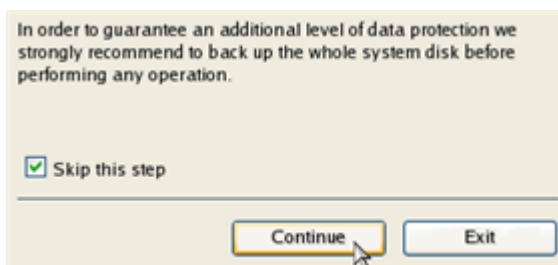 In order to guarantee an additional level of data protection we
strongly recommend to back up the whole system disk before
performing any operation.
Skip this step
Continue
Exit